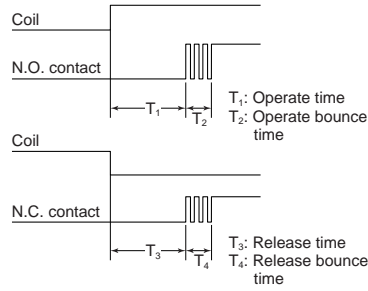 Coil
N.O. contact
T₁
T₂
T₁: Operate time
T₂: Operate bounce
time
Coil
N.C. contact
T₃
T₄
T₃: Release time
T₄: Release bounce
time